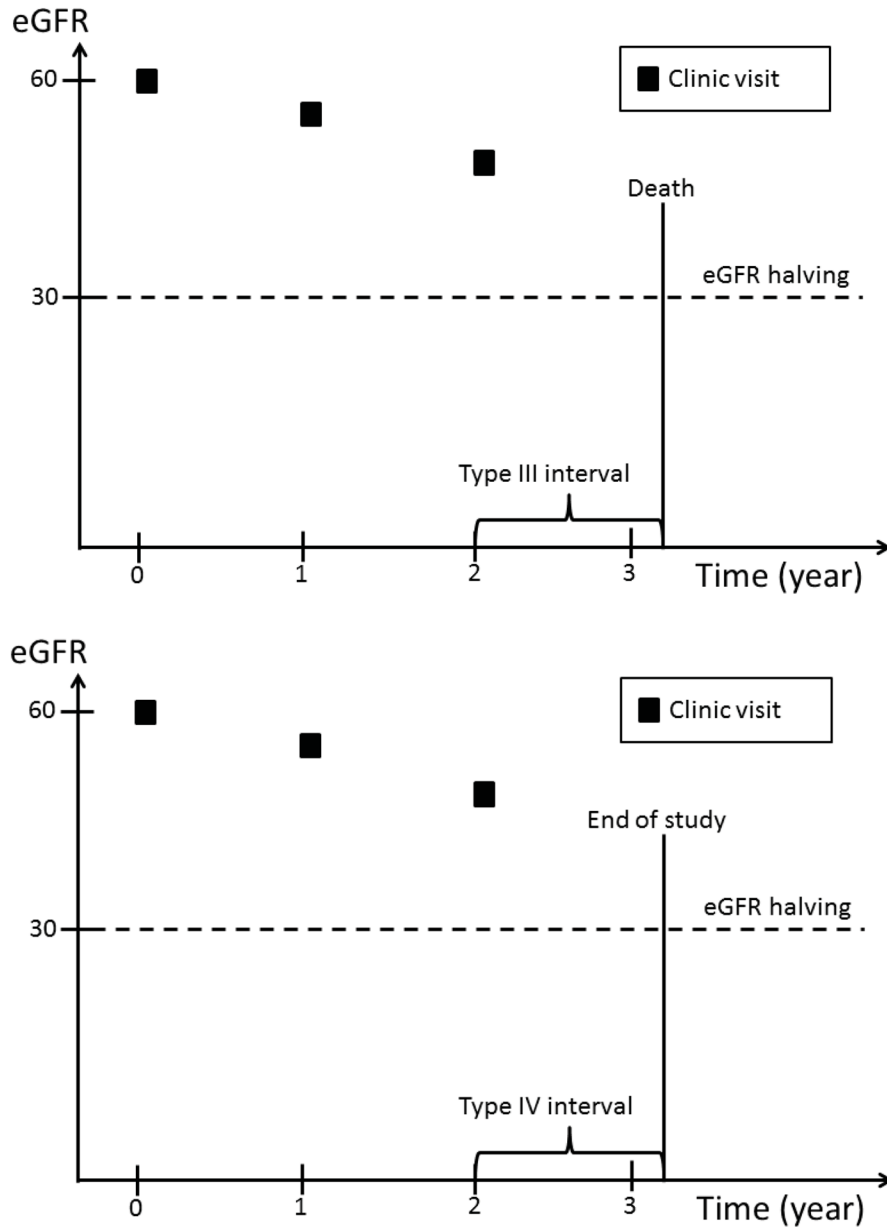 eGFR
60
Clinic visit
Death
eGFR halving
30
Type III interval
0 1 2 3
Time (year)
eGFR
60
Clinic visit
End of study
eGFR halving
30
Type IV interval
0 1 2 3
Time (year)